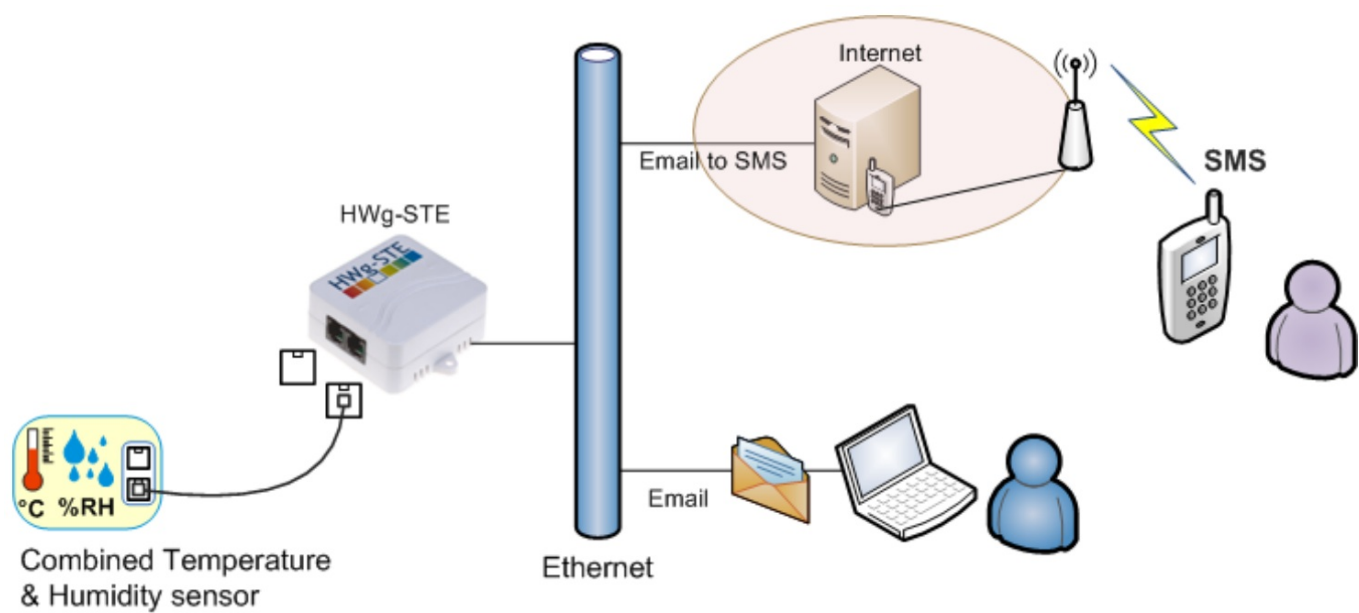 Internet
Email to SMS
SMS
HWg-STE
HWg-STE
°C %RH
Email
Combined Temperature
& Humidity sensor
Ethernet